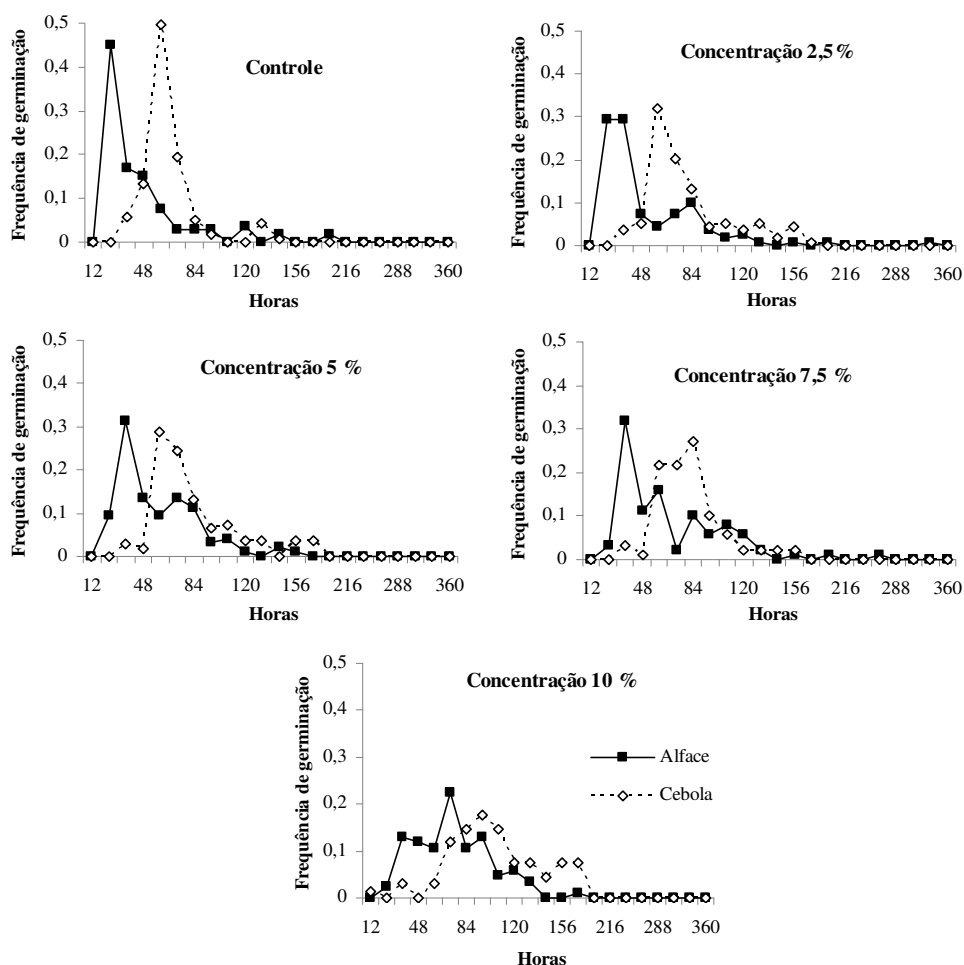 Controle
Frequência de germinação
0,5
0,4
0,3
0,2
0,1
0
12 48 84 120 156 216 288 360
Horas
Concentração 2,5%
Frequência de germinação
0,5
0,4
0,3
0,2
0,1
0
12 48 84 120 156 216 288 360
Horas
Concentração 5 %
Frequência de germinação
0,5
0,4
0,3
0,2
0,1
0
12 48 84 120 156 216 288 360
Horas
Concentração 7,5 %
Frequência de germinação
0,5
0,4
0,3
0,2
0,1
0
12 48 84 120 156 216 288 360
Horas
Concentração 10 %
Frequência de germinação
0,5
0,4
0,3
0,2
0,1
0
12 48 84 120 156 216 288 360
Horas
Alface
Cebola